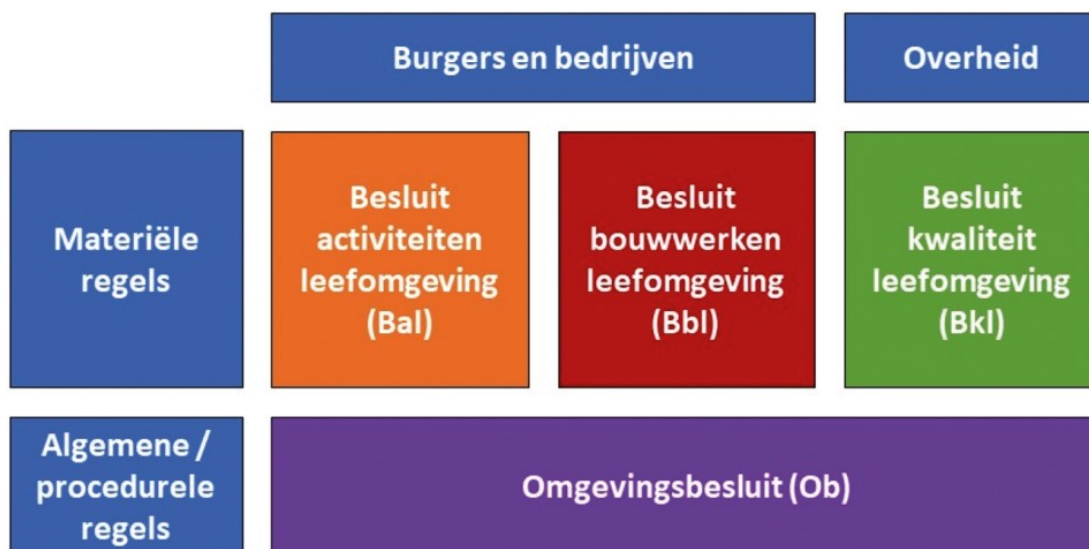 Burgers en bedrijven
Overheid
Materiële
regels
Besluit
activiteiten
leefomgeving
(Bal)
Besluit
bouwwerken
leefomgeving
(Bbl)
Besluit
kwaliteit
leefomgeving
(Bkl)
Algemene /
procedurele
regels
Omgevingsbesluit (Ob)